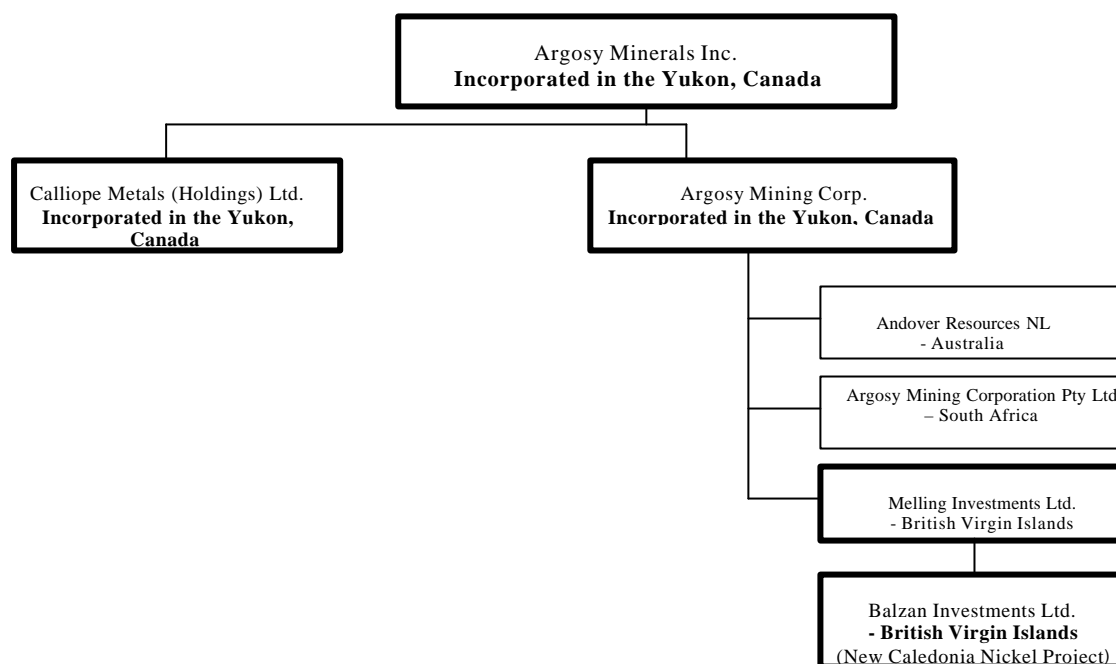 Argosy Minerals Inc.
Incorporated in the Yukon, Canada
Calliope Metals (Holdings) Ltd.
Incorporated in the Yukon,
Canada
Argosy Mining Corp.
Incorporated in the Yukon, Canada
Andover Resources NL
- Australia
Argosy Mining Corporation Pty Ltd
– South Africa
Melling Investments Ltd.
- British Virgin Islands
Balzan Investments Ltd.
- British Virgin Islands
(New Caledonia Nickel Project)